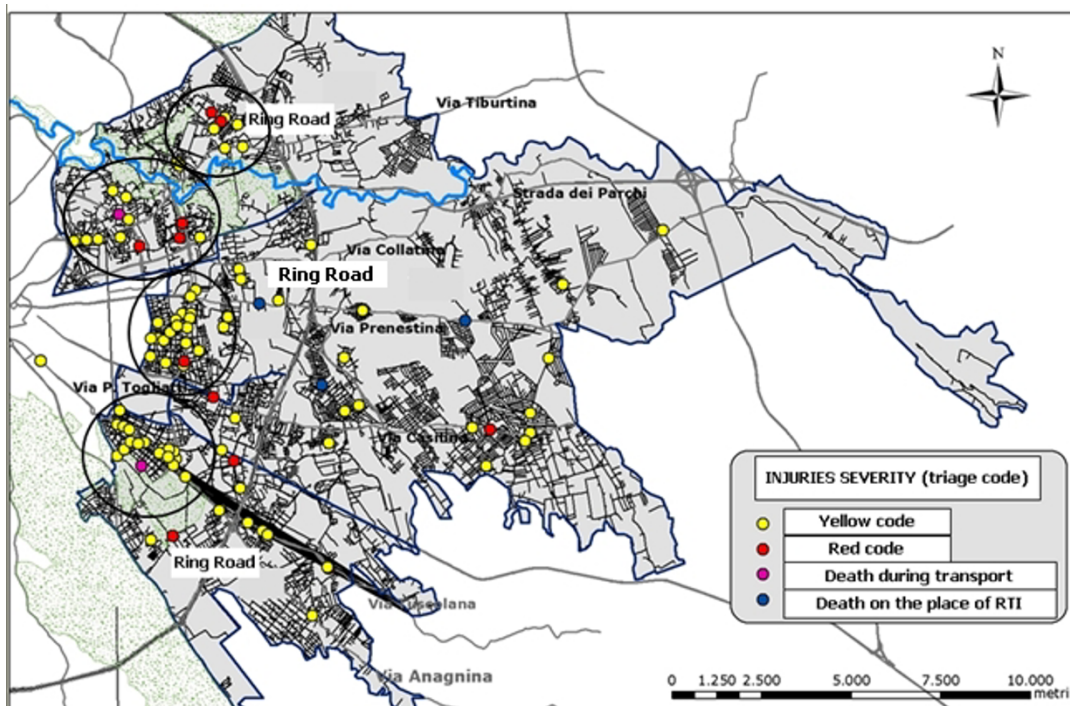 N
Via Tiburtina
Ring Road
Strada dei Parchi
Via Collatina
Ring Road
Via Prenestina
Via P. Togliatti
Via Casilina
INJURIES SEVERITY (triage code)
Yellow code
Red code
Death during transport
Death on the place of RTI
Ring Road
Via Tuscolana
Via Anagnina
0 1.250 2.500 5.000 7.500 10.000
metri